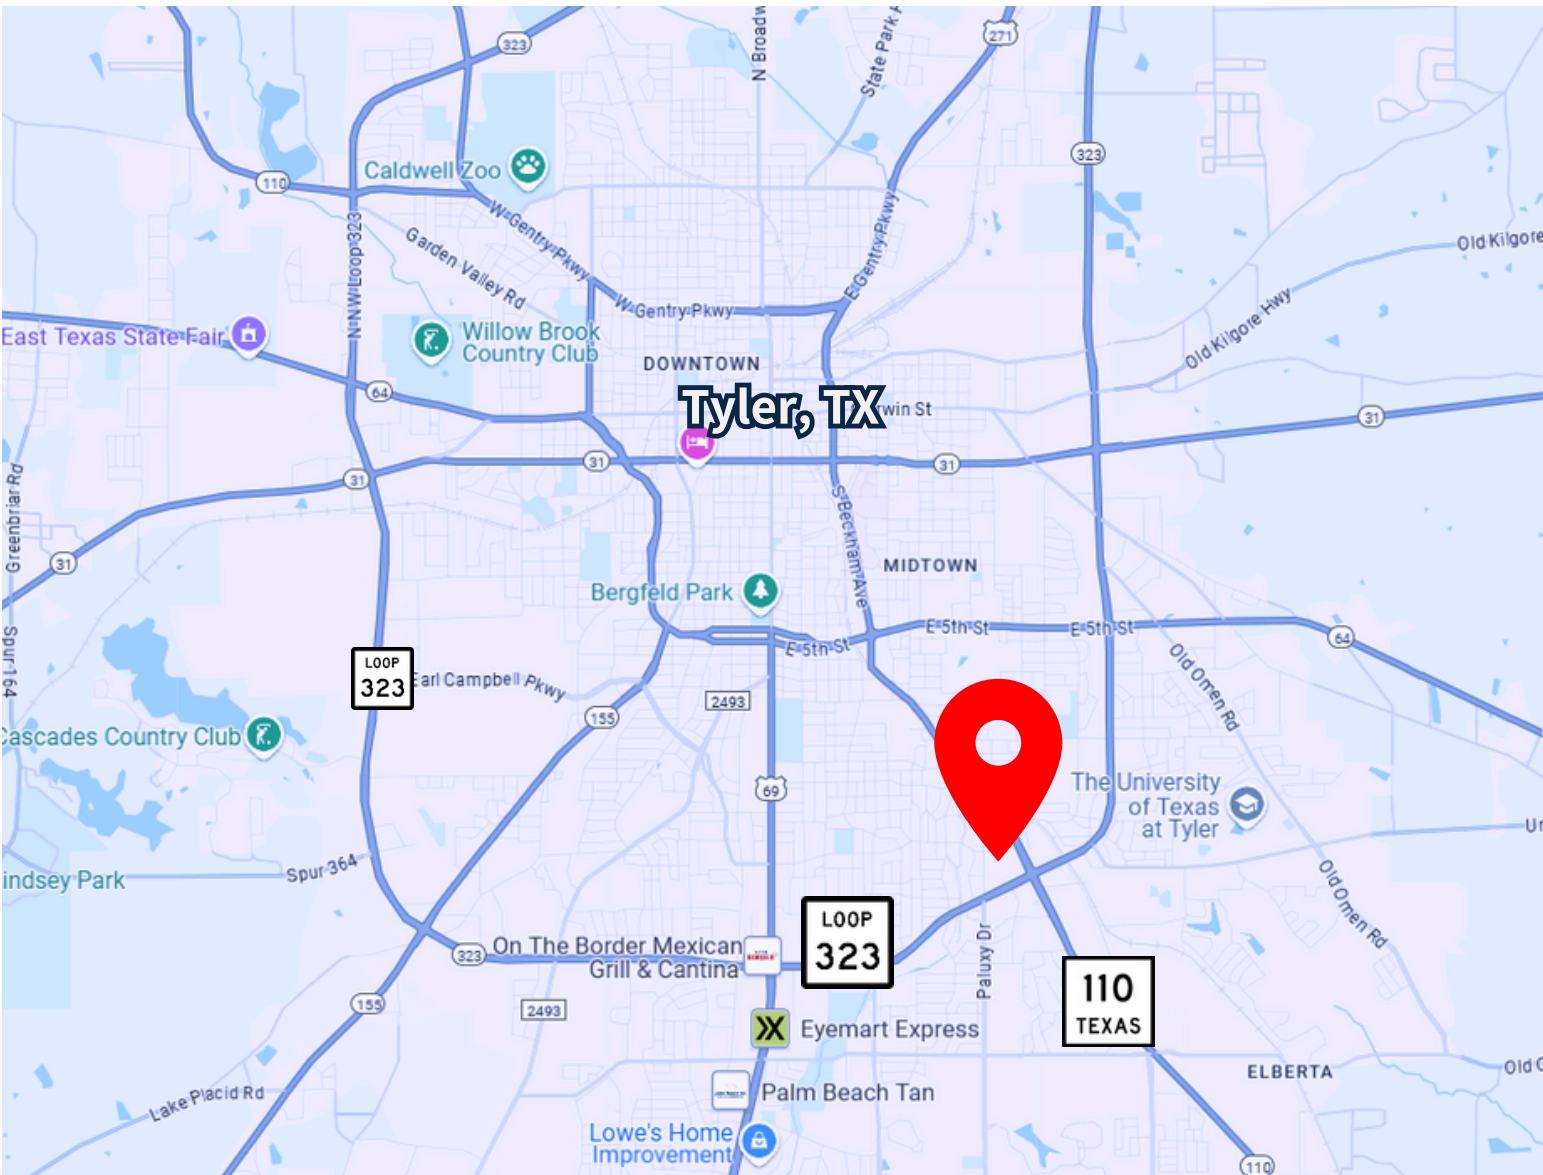 323
N Broadw
State Park R
271
323
Caldwell Zoo
110
W Gentry Pkwy
Garden Valley Rd
N NW Loop 323
E Gentry Pkwy
Old Kilgore
Old Kilgore Hwy
W Gentry Pkwy
East Texas State Fair
Willow Brook
Country Club
DOWNTOWN
64
Tyler, TX
rwin St
31
31
31
31
Greenbriar Rd
S Beckham Ave
31
MIDTOWN
Bergfeld Park
E 5th St
E 5th St
E 5th St
64
Spur 164
LOOP
323
Earl Campbell Pkwy
2493
155
Old Omen Rd
Cascades Country Club
69
The University
of Texas
at Tyler
Ur
Spur 364
indsey Park
Old Omen Rd
LOOP
323
On The Border Mexican
Grill & Cantina
323
Paluxy Dr
110
TEXAS
155
2493
Eyemart Express
ELBERTA
Old O
Lake Placid Rd
Palm Beach Tan
Lowe's Home
Improvement
110